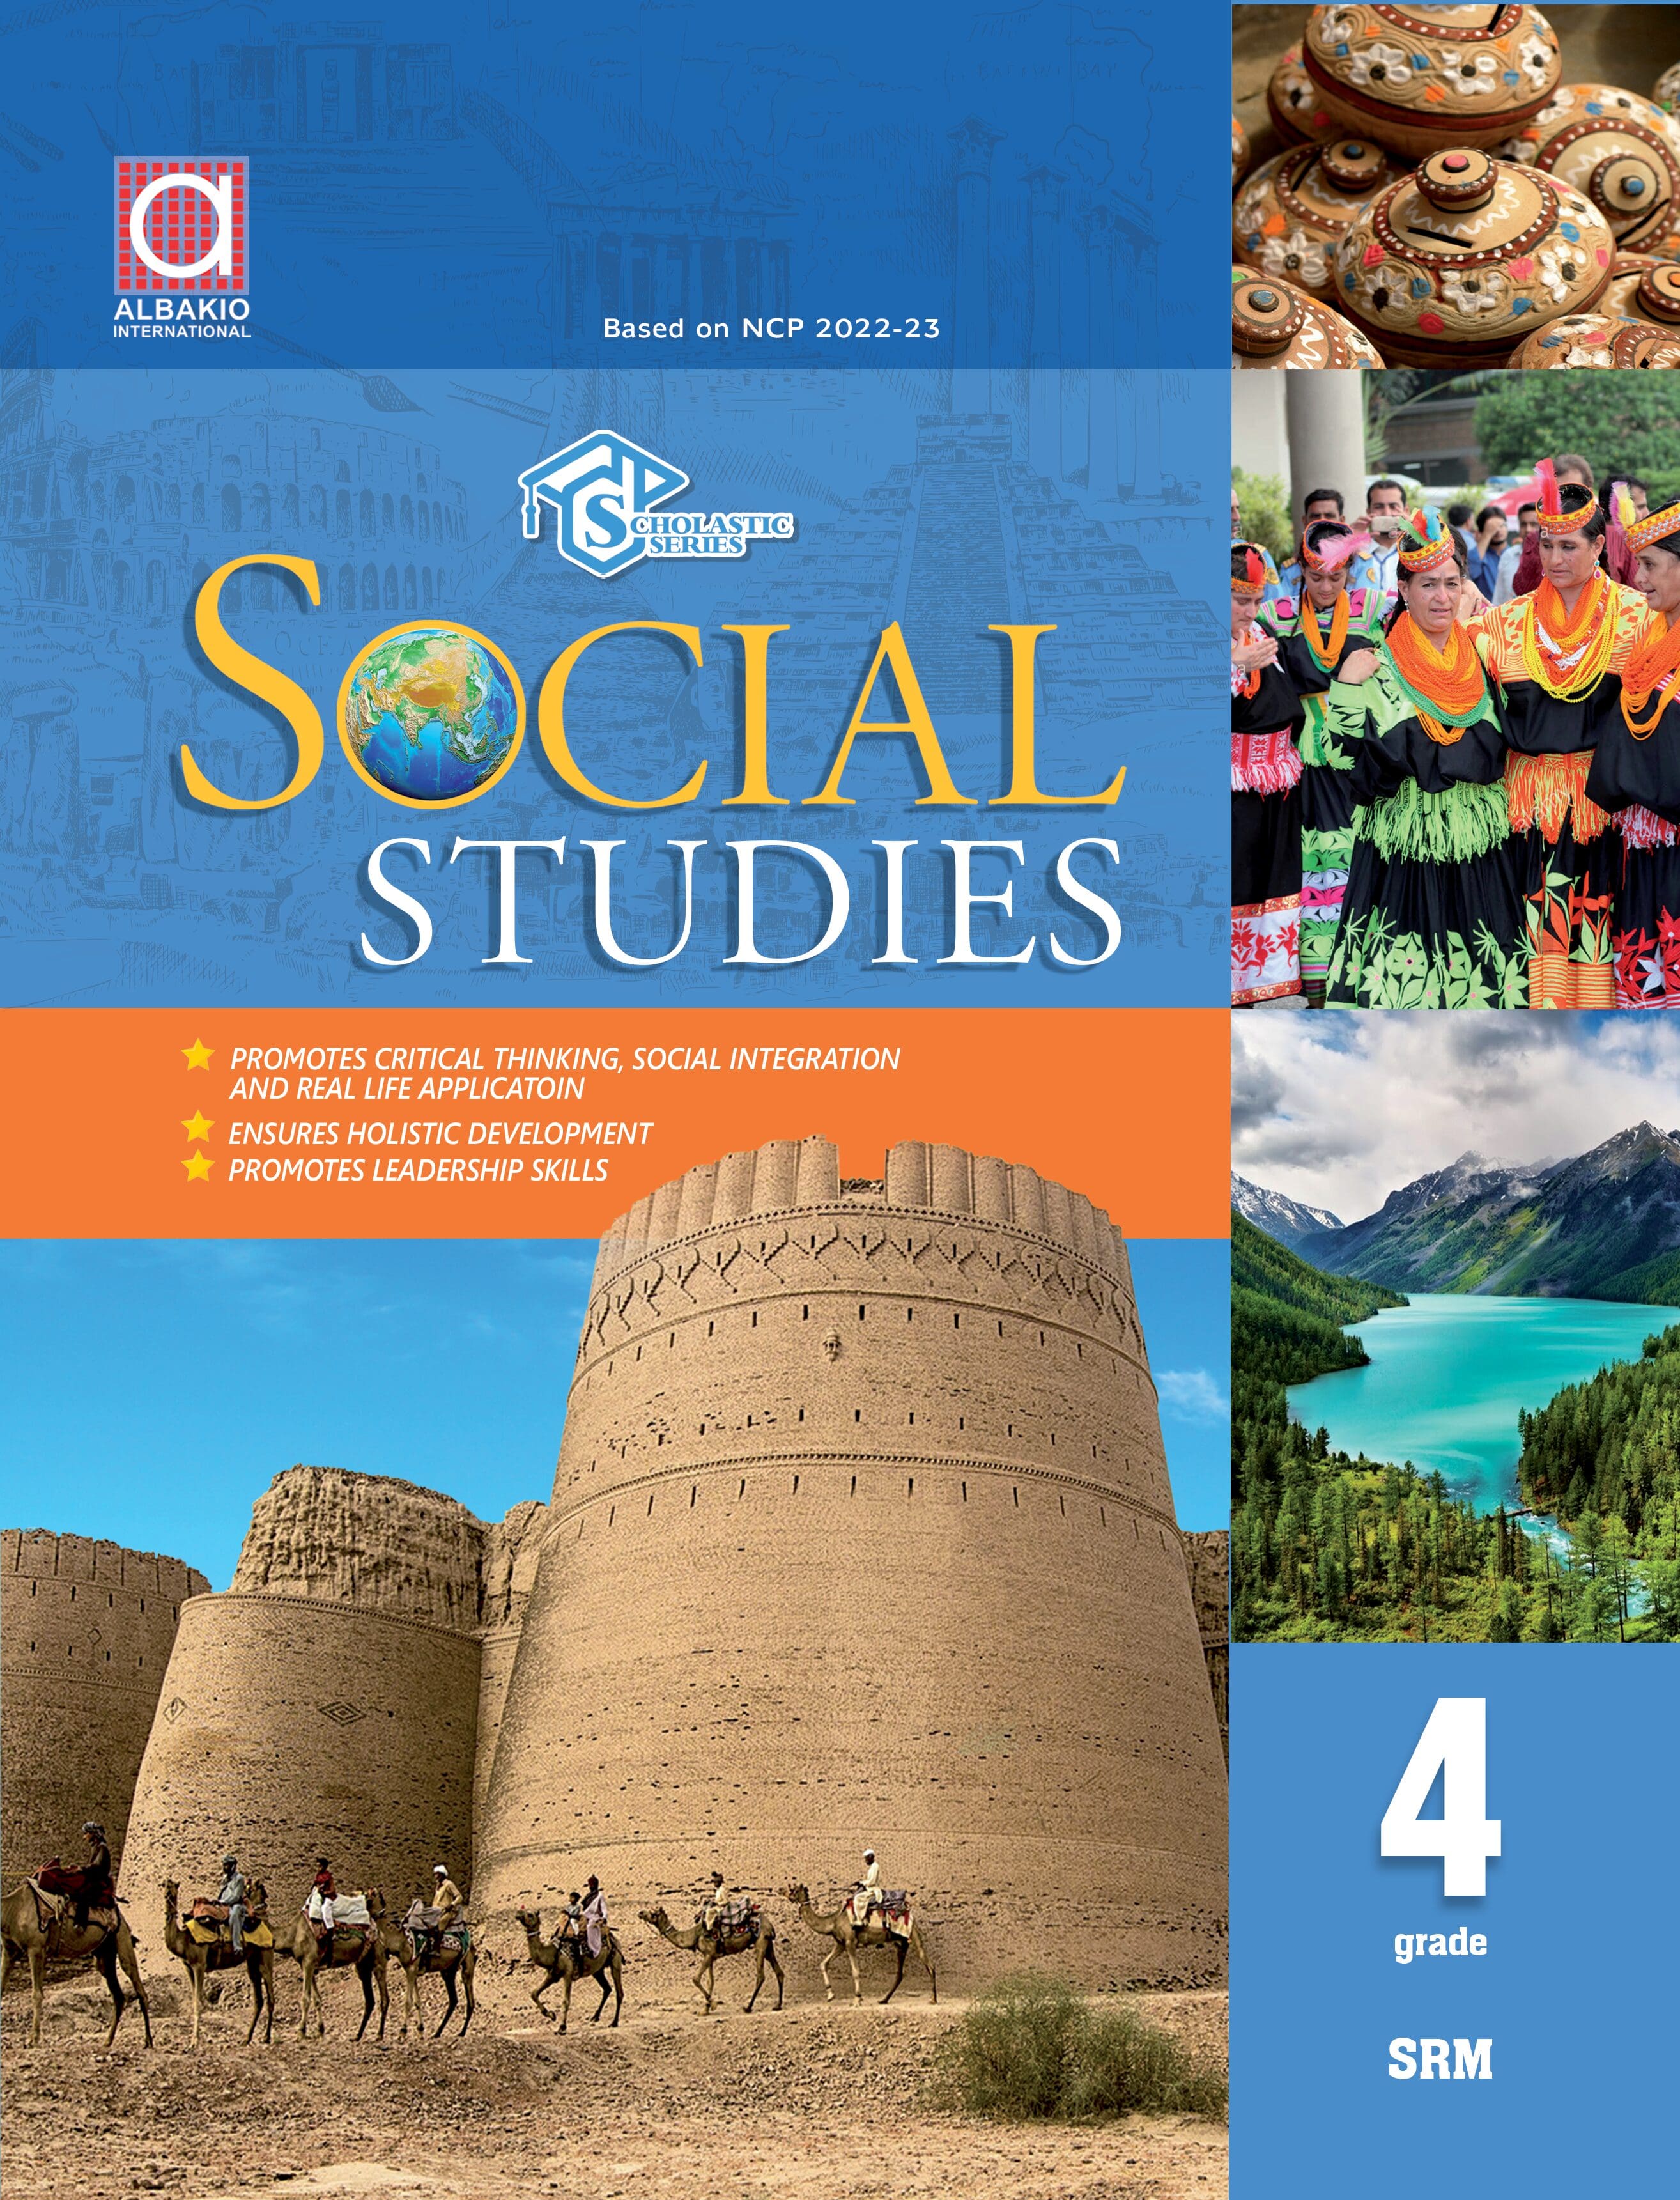 a
ALBAKIO
INTERNATIONAL
Based on NCP 2022-23
SCHOLASTIC
SERIES
SOCIAL
STUDIES
PROMOTES CRITICAL THINKING, SOCIAL INTEGRATION
AND REAL LIFE APPLICATOIN
ENSURES HOLISTIC DEVELOPMENT
PROMOTES LEADERSHIP SKILLS
4
grade
SRM